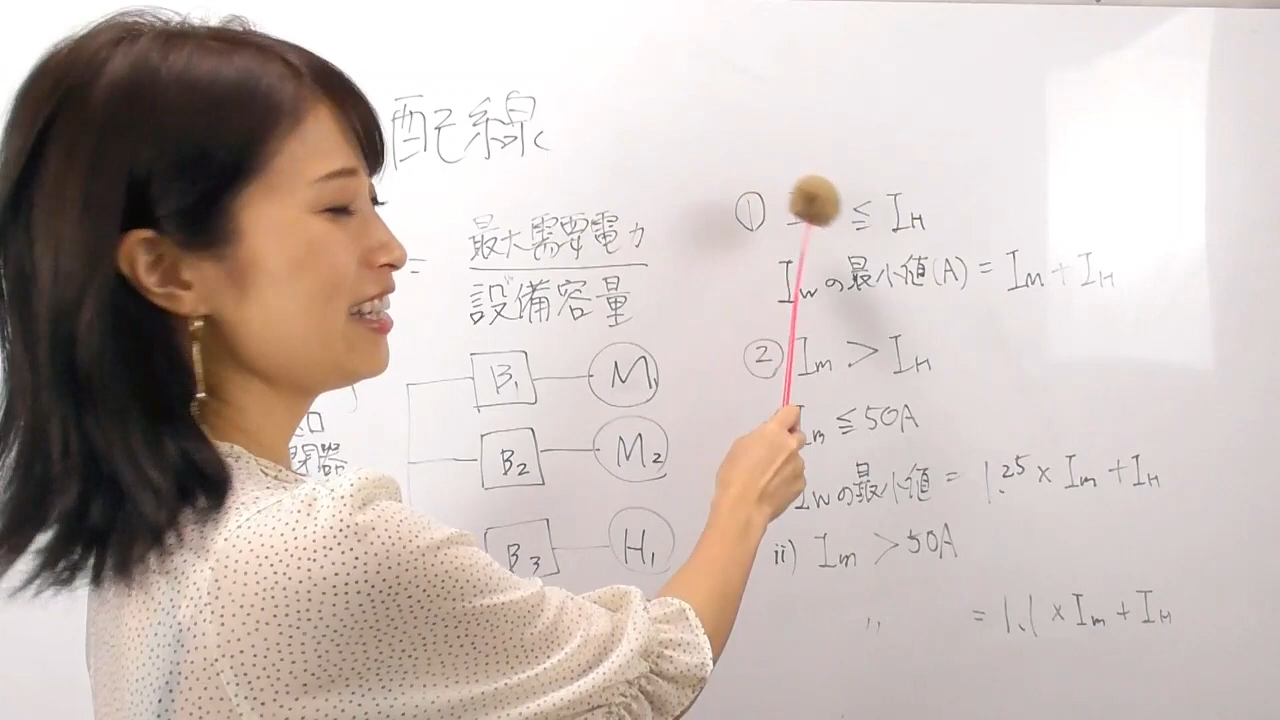 配線
=
最大需要電力
設備容量
B₁ M₁
B₂ M₂
B₃ H₁
器
① I ≦ I_H
I_wの最小値(A) = I_m + I_H
② I_m > I_H
I_m ≦ 50A
I_wの最小値 = 1.25 × I_m + I_H
ii) I_m > 50A
〃 = 1.1 × I_m + I_H